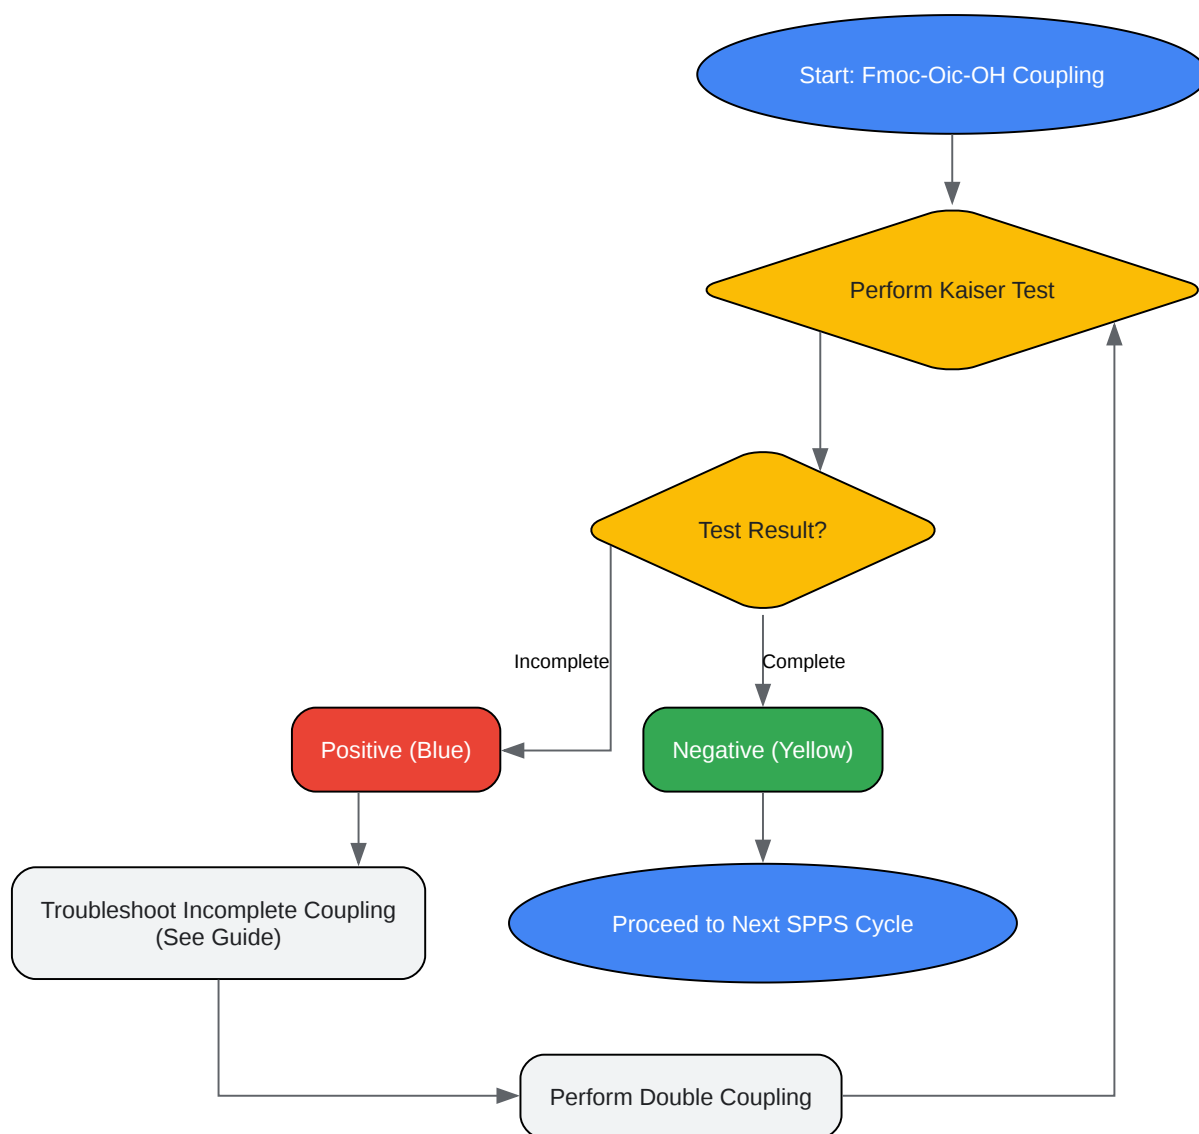 Start: Fmoc-Oic-OH Coupling
Perform Kaiser Test
Test Result?
Incomplete
Complete
Positive (Blue)
Negative (Yellow)
Troubleshoot Incomplete Coupling
(See Guide)
Proceed to Next SPPS Cycle
Perform Double Coupling